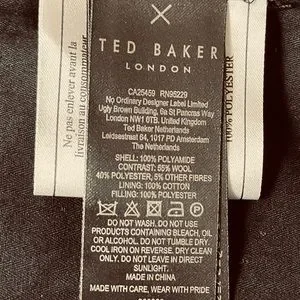 TED BAKER
LONDON
CA25459 RN95229
No Ordinary Designer Label Limited
Ugly Brown Building, 6a St Pancras Way
London NW1 0TB, United Kingdom
Ted Baker Netherlands
Leidsestraat 64, 1017 PD Amsterdam
The Netherlands
SHELL: 100% POLYAMIDE
CONTRAST: 55% WOOL
40% POLYESTER, 5% OTHER FIBRES
LINING: 100% COTTON
FILLING: 100% POLYESTER
DO NOT WASH. DO NOT USE
PRODUCTS CONTAINING BLEACH, OIL
OR ALCOHOL. DO NOT TUMBLE DRY.
COOL IRON ON REVERSE. DRY CLEAN
ONLY. DO NOT LEAVE IN DIRECT
SUNLIGHT.
MADE IN CHINA
MADE WITH CARE, WEAR WITH PRIDE
Ne pas enlever avant la
livraison au consommateur
100% POLYESTER